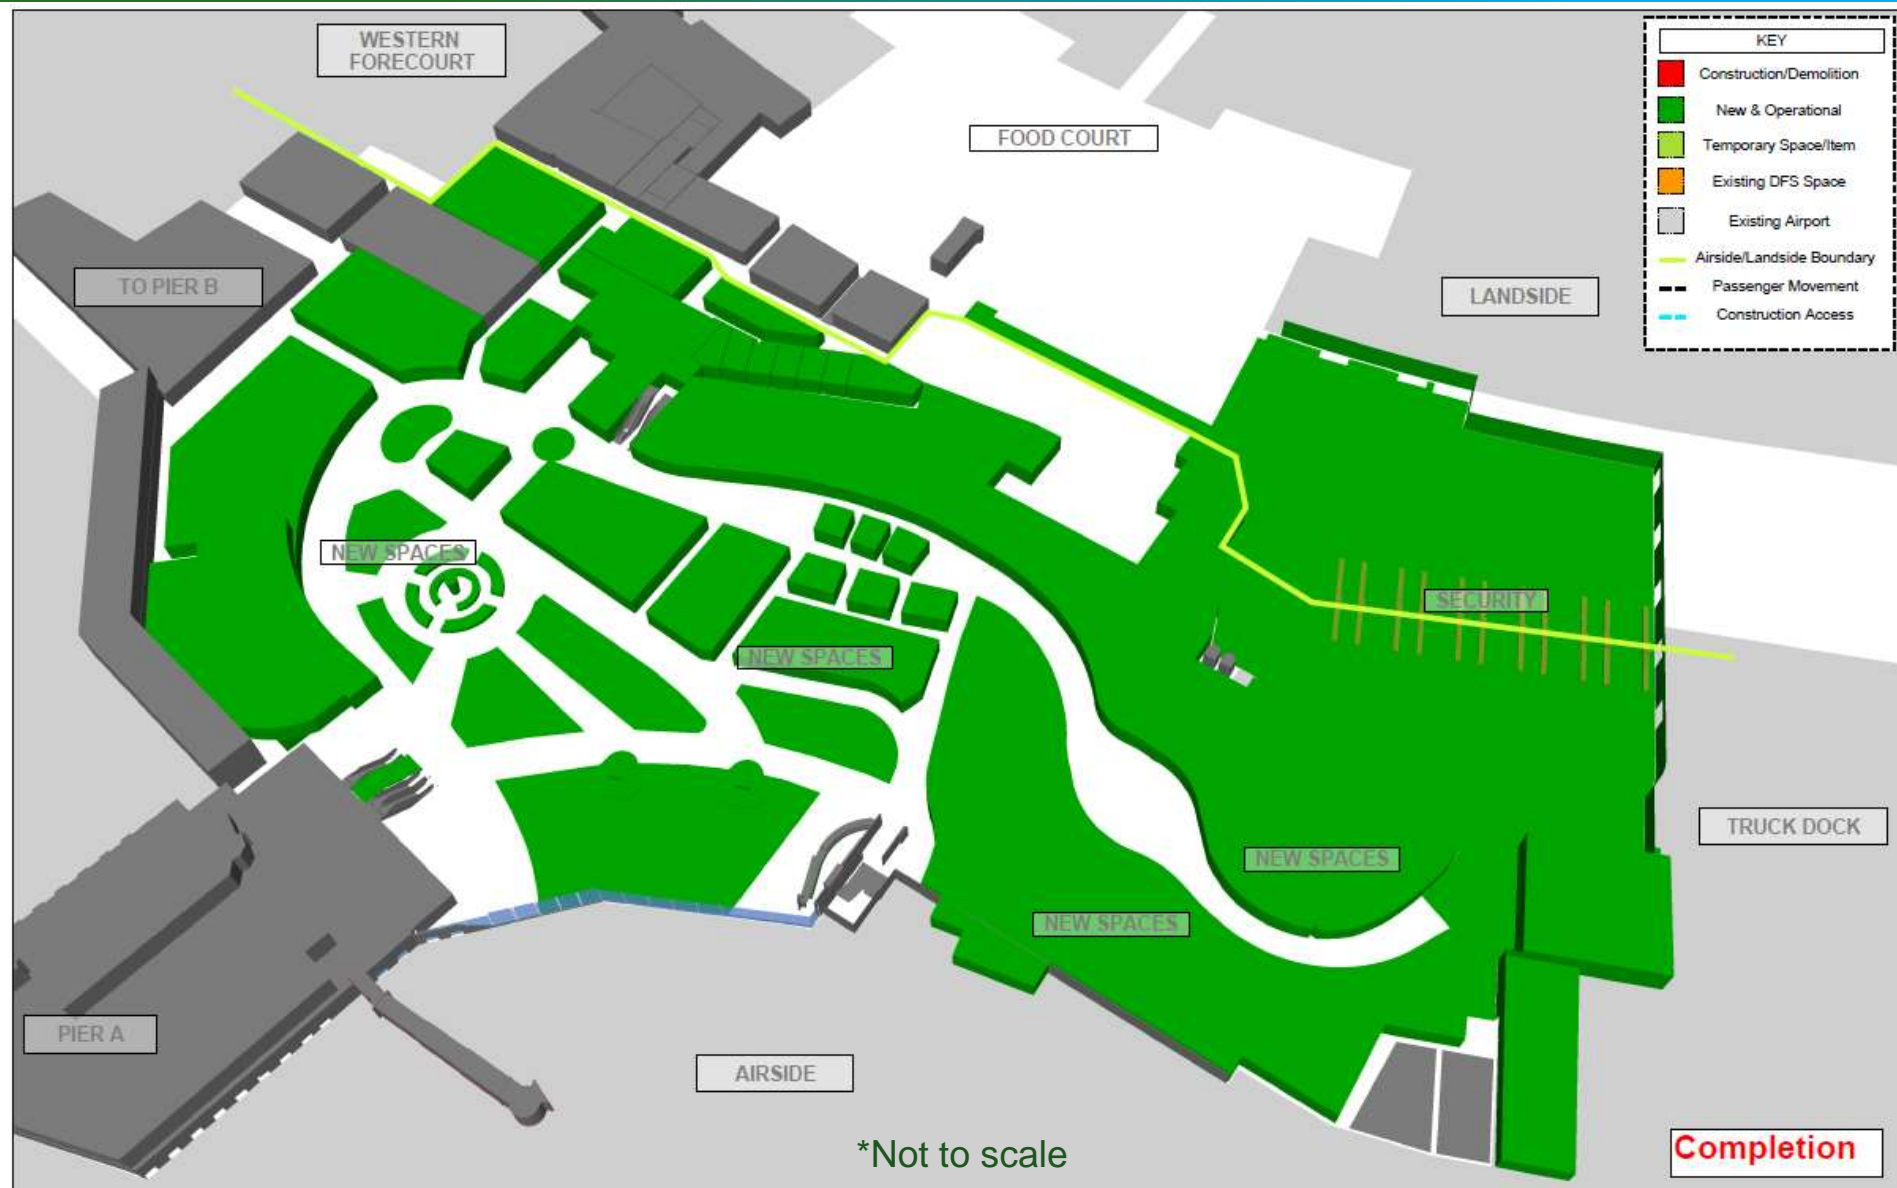 WESTERN
FORECOURT
KEY
Construction/Demolition
New & Operational
Temporary Space/Item
Existing DFS Space
Existing Airport
Airside/Landside Boundary
Passenger Movement
Construction Access
FOOD COURT
TO PIER B
LANDSIDE
NEW SPACES
SECURITY
NEW SPACES
TRUCK DOCK
NEW SPACES
NEW SPACES
PIER A
AIRSIDE
*Not to scale
Completion